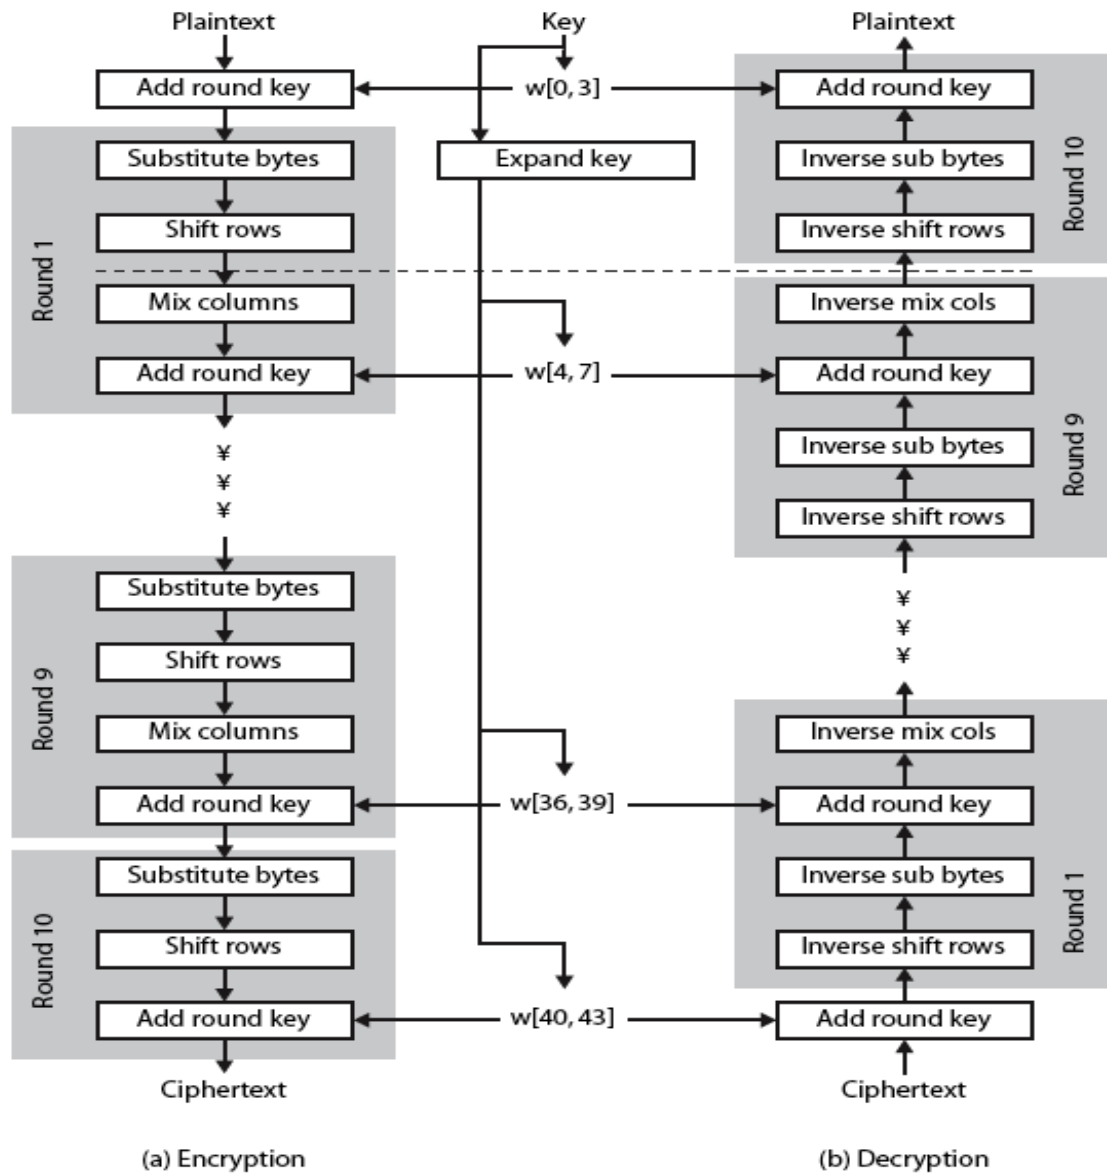 Plaintext
Key
Plaintext
Add round key
w[0, 3]
Add round key
Substitute bytes
Expand key
Inverse sub bytes
Shift rows
Inverse shift rows
Round 1
Round 10
Mix columns
Inverse mix cols
Add round key
w[4, 7]
Add round key
Inverse sub bytes
Inverse shift rows
Round 9
¥
¥
¥
Substitute bytes
Shift rows
Mix columns
Add round key
Round 9
¥
¥
¥
w[36, 39]
Inverse mix cols
Add round key
Inverse sub bytes
Inverse shift rows
Round 1
Substitute bytes
Shift rows
Add round key
Round 10
w[40, 43]
Add round key
Ciphertext
Ciphertext
(a) Encryption
(b) Decryption